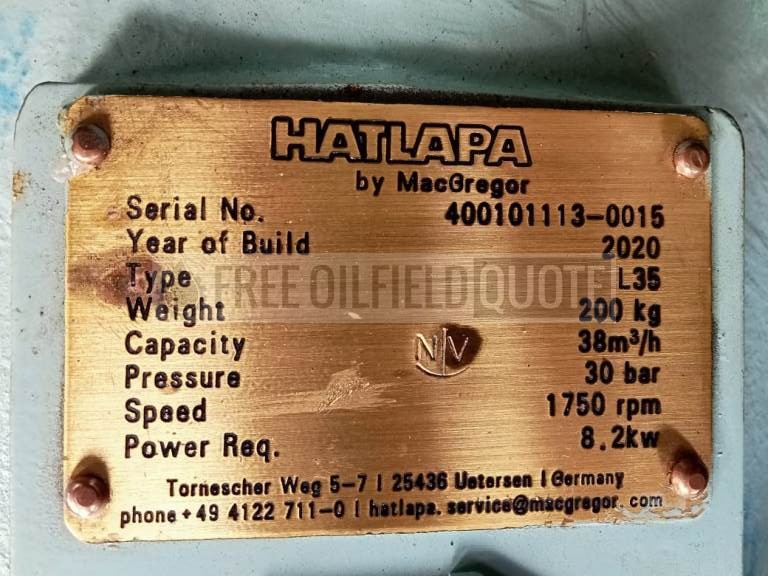 HATLAPA
by MacGregor
Serial No. 400101113-0015
Year of Build 2020
Type L35
FREE OILFIELD QUOTE
Weight 200 kg
Capacity 38m³/h
NV
Pressure 30 bar
Speed 1750 rpm
Power Req. 8.2kw
Tornescher Weg 5-7 | 25436 Uetersen | Germany
phone +49 4122 711-0 | hatlapa.service@macgregor.com